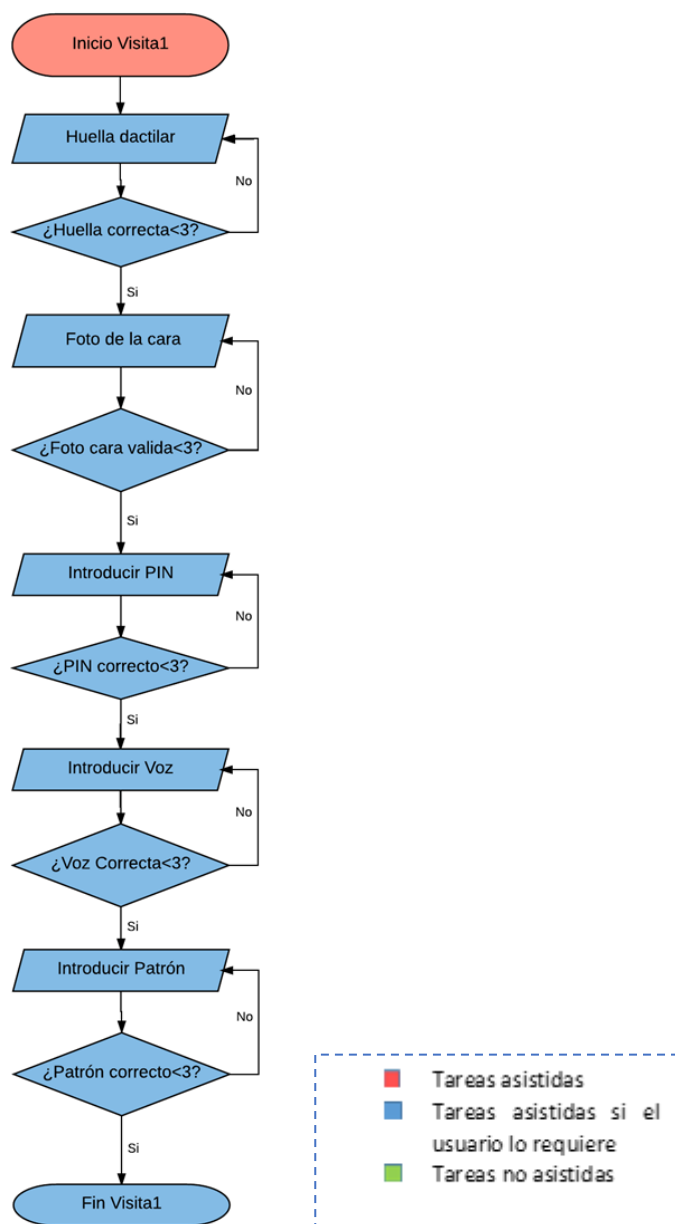 Inicio Visita1
Huella dactilar
No
¿Huella correcta<3?
Si
Foto de la cara
No
¿Foto cara valida<3?
Si
Introducir PIN
No
¿PIN correcto<3?
Si
Introducir Voz
No
¿Voz Correcta<3?
Si
Introducir Patrón
No
¿Patrón correcto<3?
Si
Fin Visita1
Tareas asistidas
Tareas asistidas si el
usuario lo requiere
Tareas no asistidas